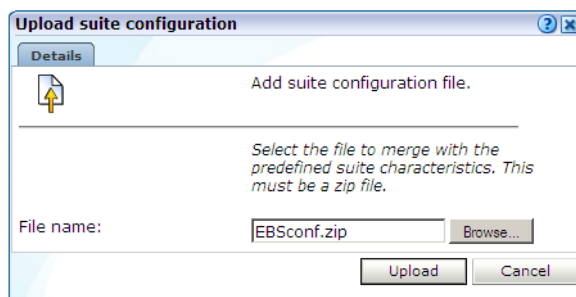 Upload suite configuration
Details
Add suite configuration file.
Select the file to merge with the
predefined suite characteristics. This
must be a zip file.
File name:
EBSconf.zip
Browse...
Upload
Cancel